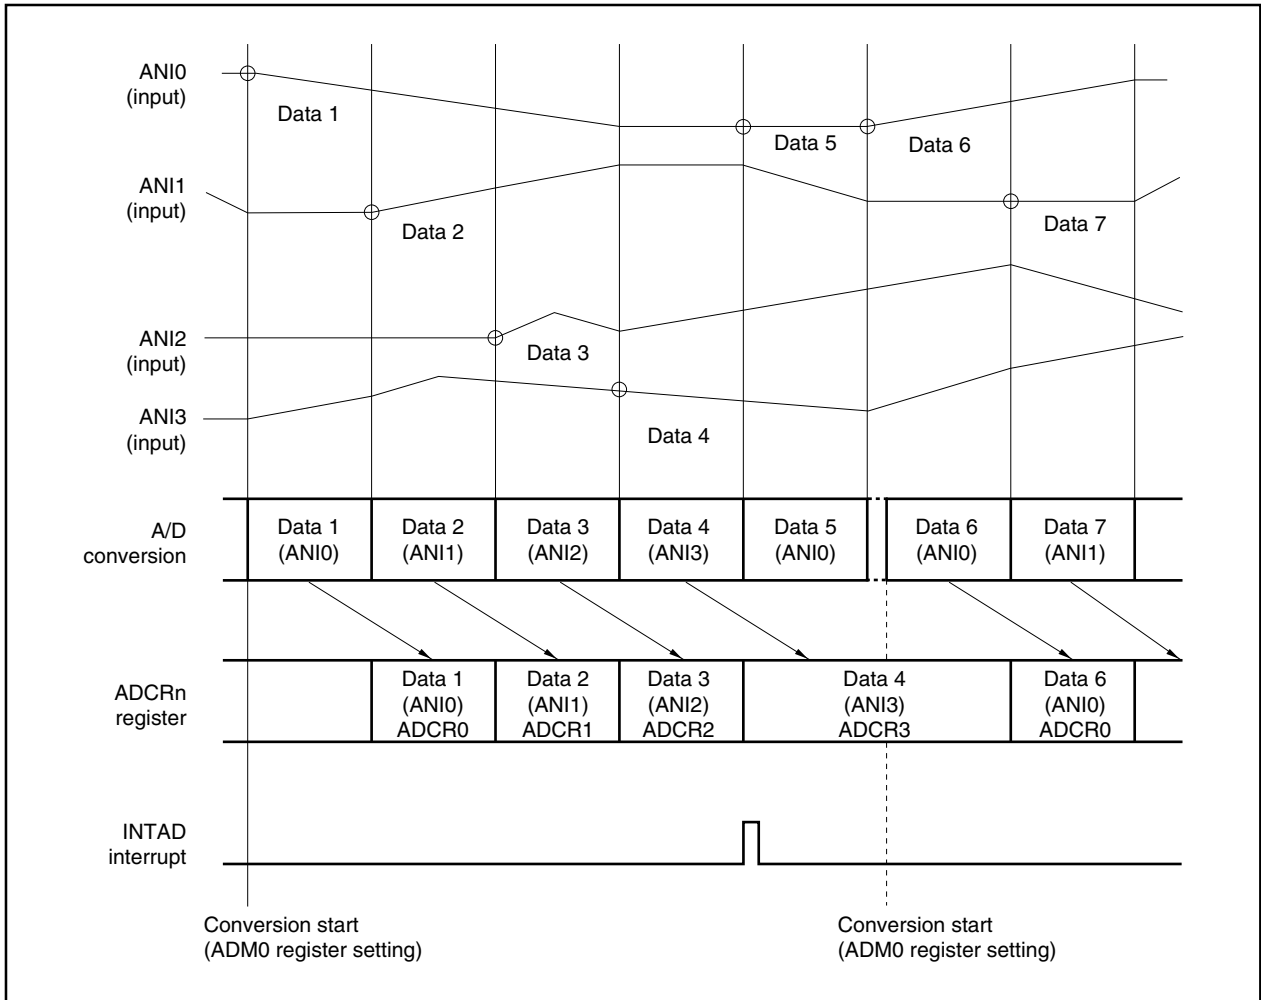 ANI0
(input)
Data 1
Data 5
Data 6
ANI1
(input)
Data 2
Data 7
ANI2
(input)
Data 3
ANI3
(input)
Data 4
A/D
conversion
Data 1
(ANI0)
Data 2
(ANI1)
Data 3
(ANI2)
Data 4
(ANI3)
Data 5
(ANI0)
Data 6
(ANI0)
Data 7
(ANI1)
ADCRn
register
Data 1
(ANI0)
ADCR0
Data 2
(ANI1)
ADCR1
Data 3
(ANI2)
ADCR2
Data 4
(ANI3)
ADCR3
Data 6
(ANI0)
ADCR0
INTAD
interrupt
Conversion start
(ADM0 register setting)
Conversion start
(ADM0 register setting)